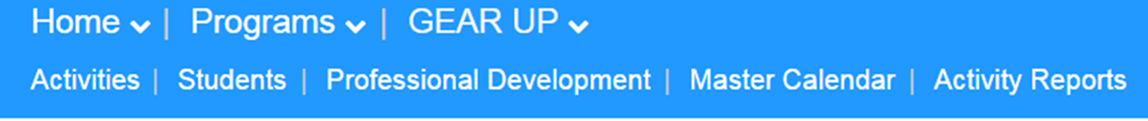 Home | Programs | GEAR UP
Activities | Students | Professional Development | Master Calendar | Activity Reports